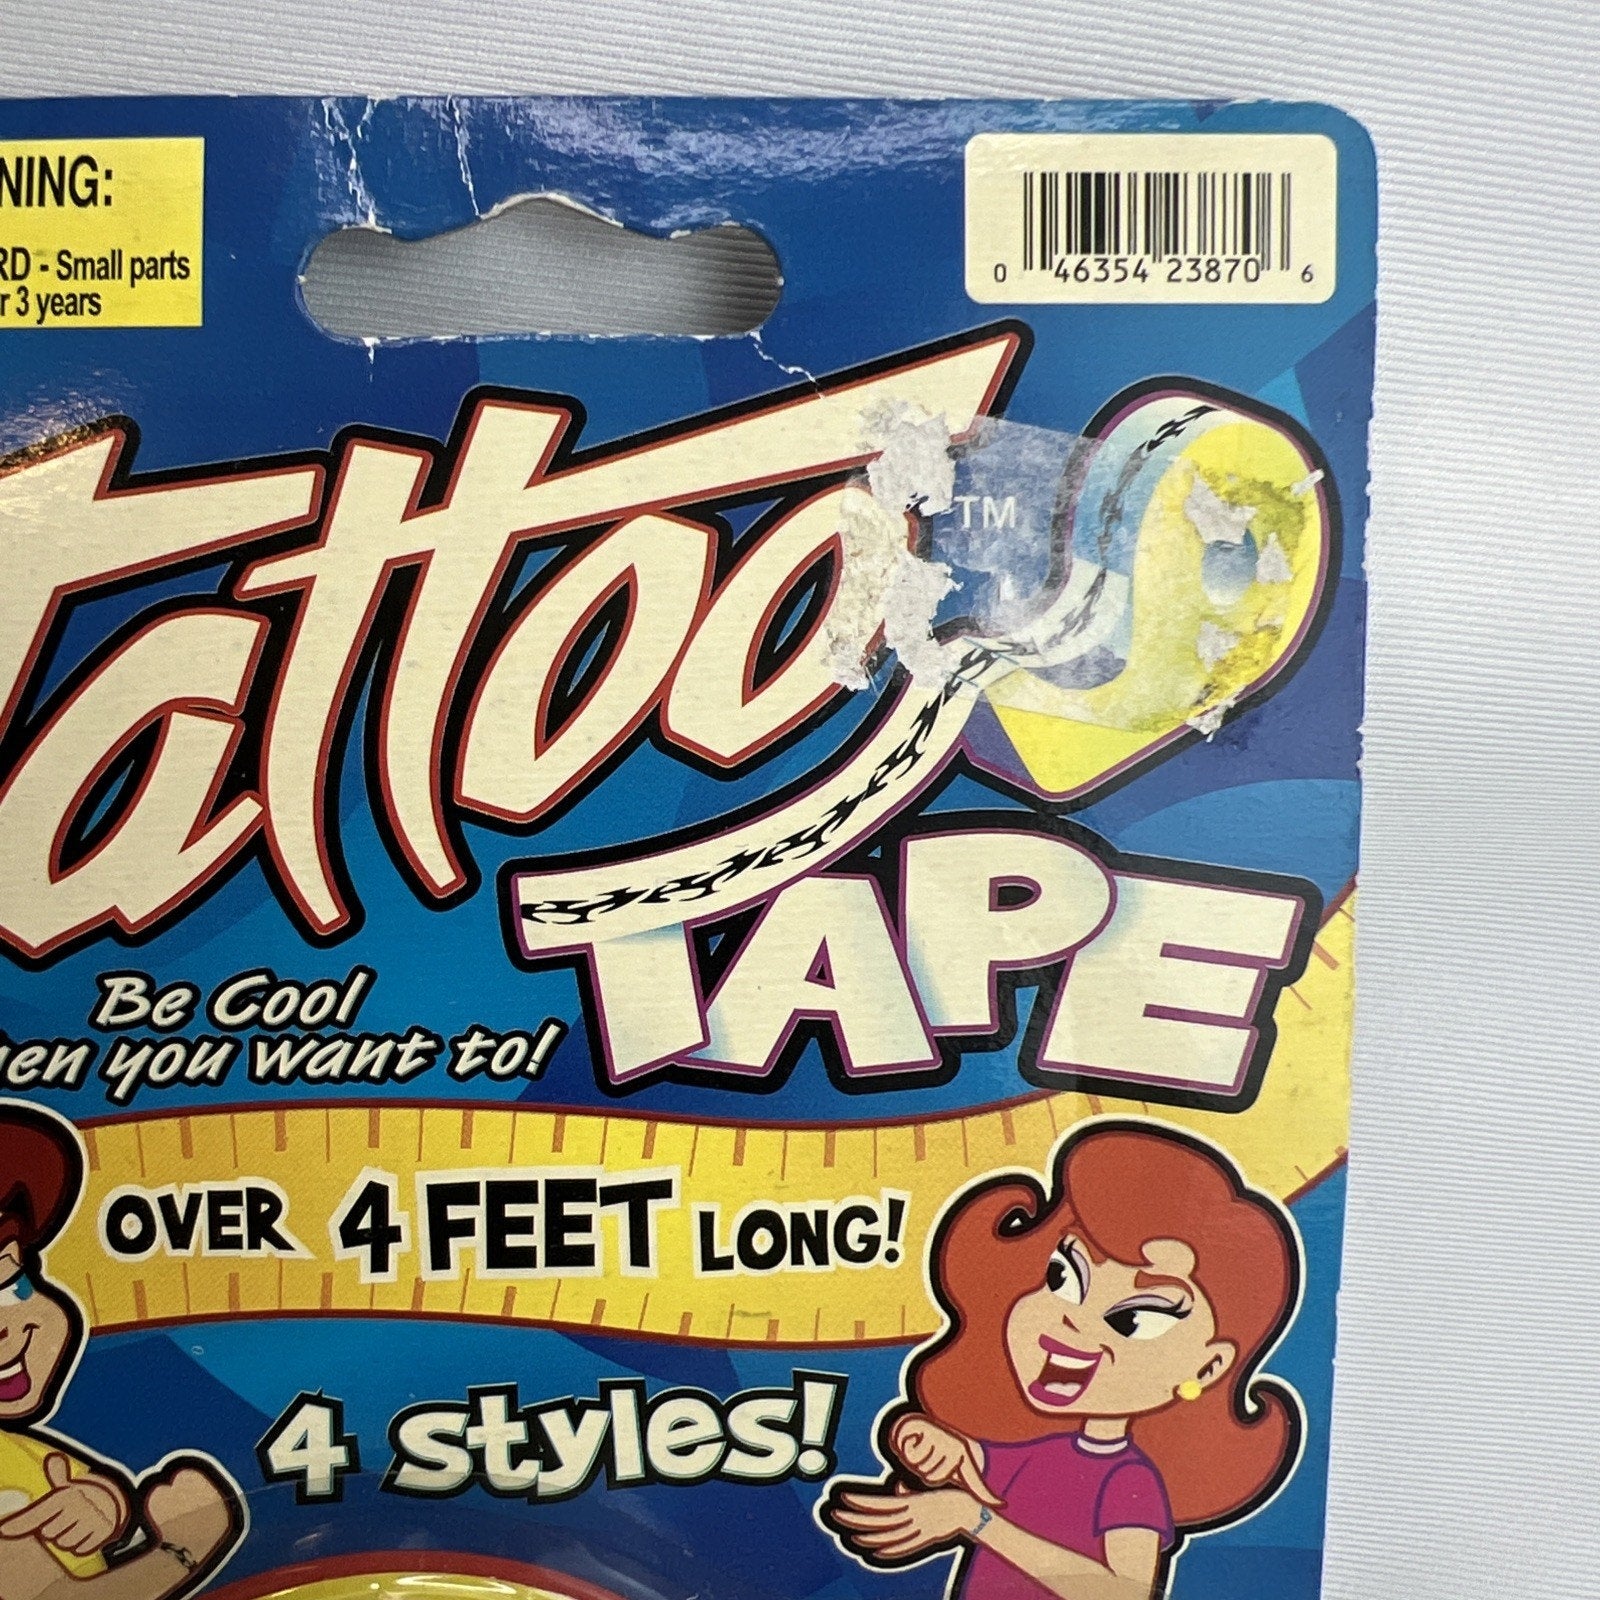 NING:
RD - Small parts
r 3 years
0 46354 23870 6
Tattoo ™
TAPE
Be Cool
en you want to!
OVER 4 FEET LONG!
4 styles!